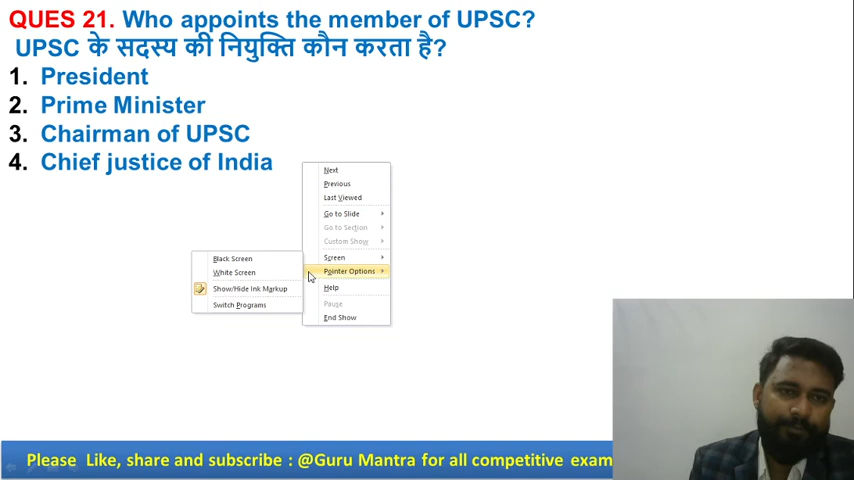 QUES 21. Who appoints the member of UPSC?
UPSC के सदस्य की नियुक्ति कौन करता है?
1. President
2. Prime Minister
3. Chairman of UPSC
4. Chief justice of India
Next
Previous
Last Viewed
Go to Slide
Go to Section
Custom Show
Screen
Pointer Options
Help
Pause
End Show
Black Screen
White Screen
Show/Hide Ink Markup
Switch Programs
Please Like, share and subscribe : @Guru Mantra for all competitive exam